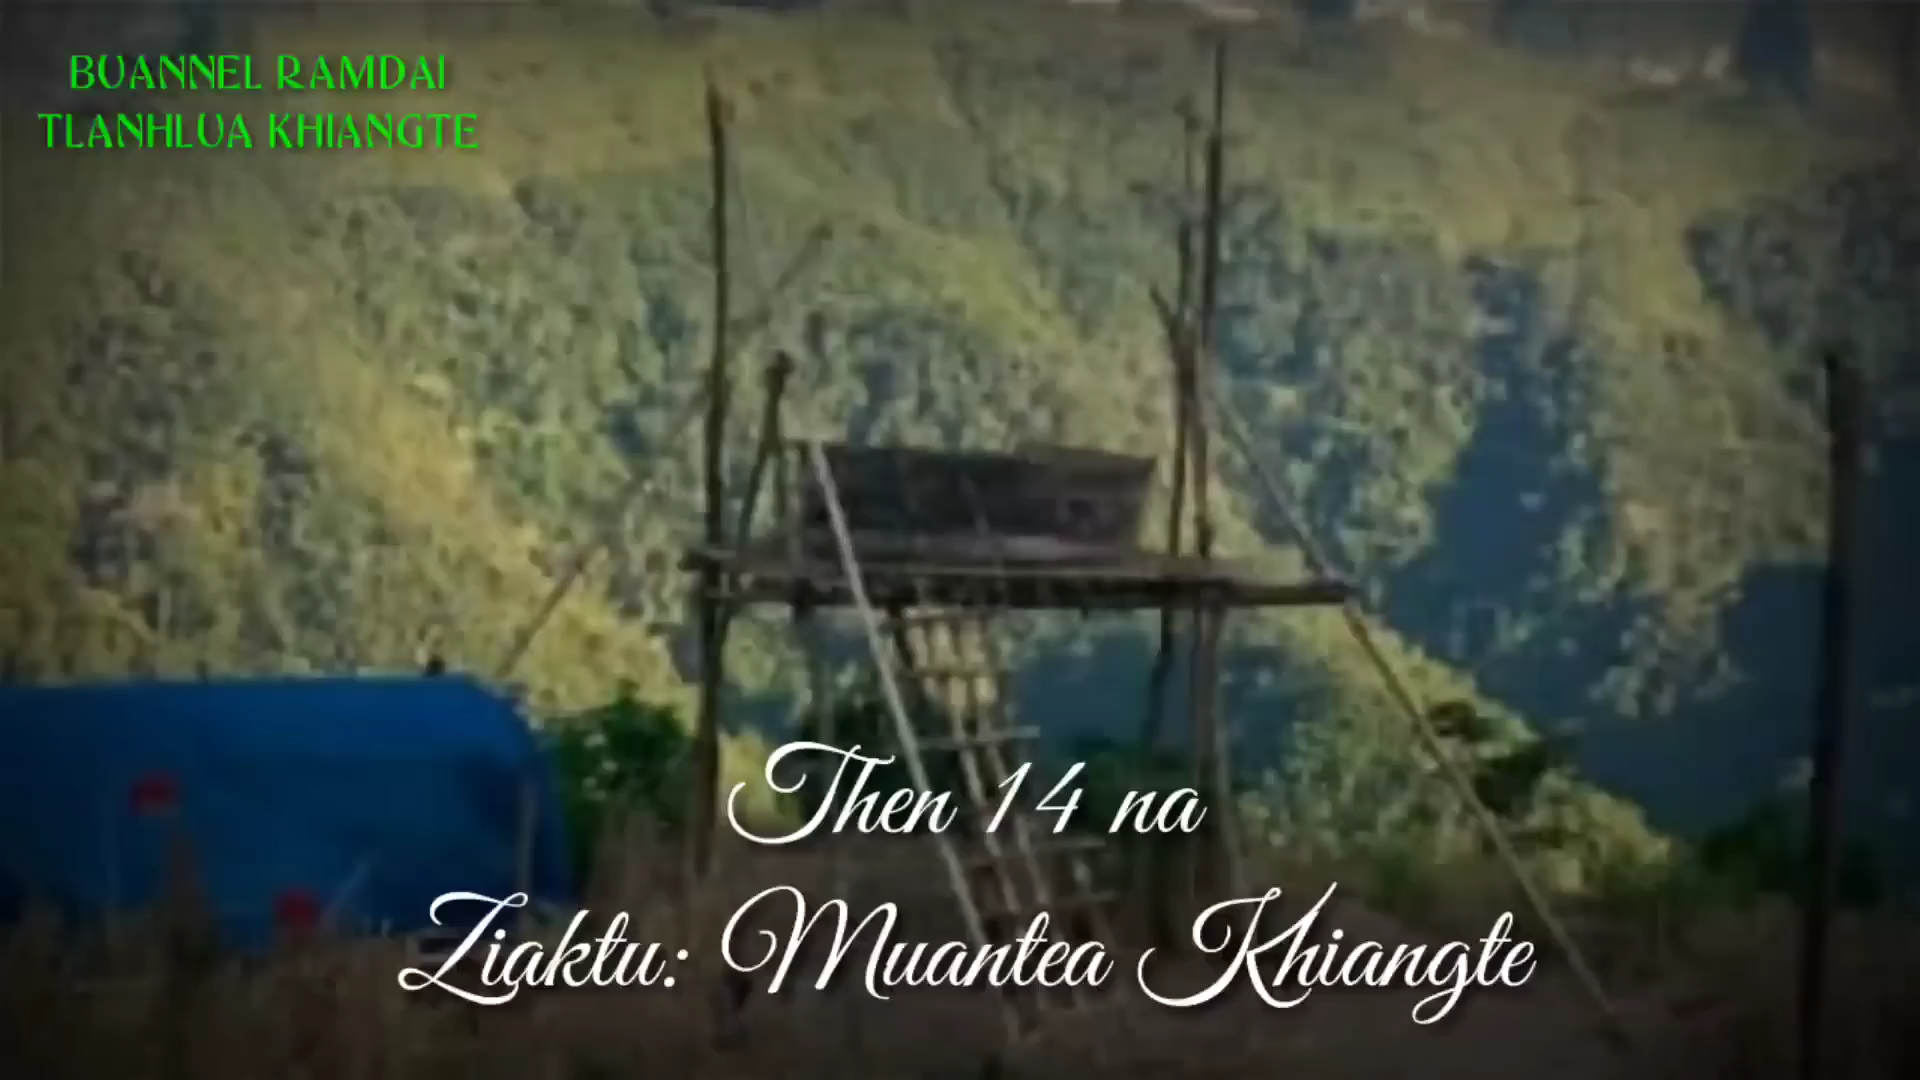 BUANNEL RAMDAI
TLANHLUA KHIANGTE
Then 14 na
Ziaktu: Muantea Khiangte